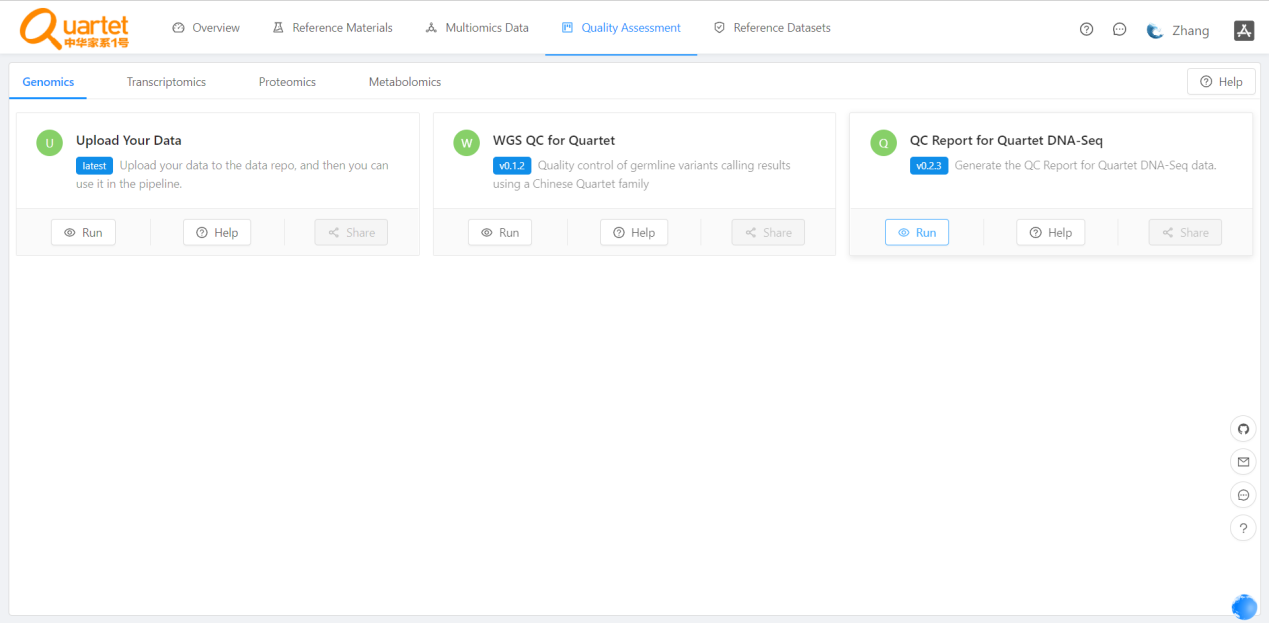 Quartet
中华家系1号
Overview
Reference Materials
Multiomics Data
Quality Assessment
Reference Datasets
Zhang
Genomics
Transcriptomics
Proteomics
Metabolomics
Help
U
Upload Your Data
latest Upload your data to the data repo, and then you can
use it in the pipeline.
Run
Help
Share
W
WGS QC for Quartet
v0.1.2 Quality control of germline variants calling results
using a Chinese Quartet family
Run
Help
Share
Q
QC Report for Quartet DNA-Seq
v0.2.3 Generate the QC Report for Quartet DNA-Seq data.
Run
Help
Share